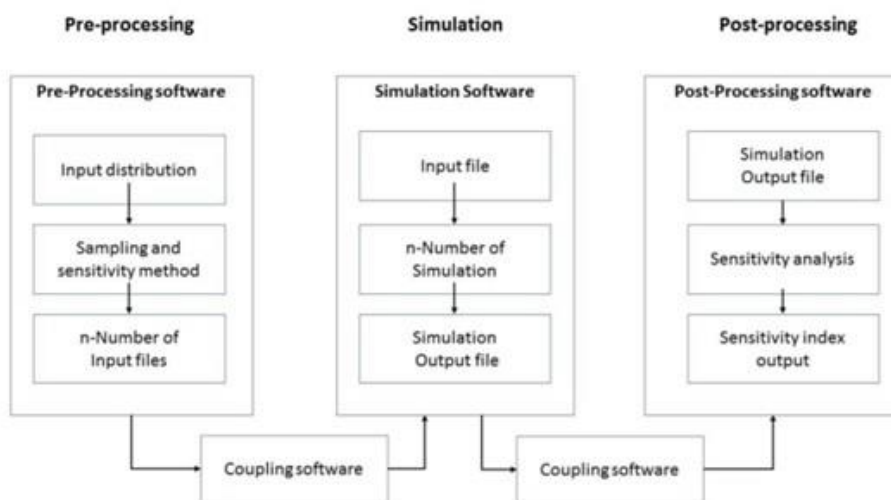 Pre-processing
Simulation
Post-processing
Pre-Processing software
Input distribution
Sampling and
sensitivity method
n-Number of
Input files
Simulation Software
Input file
n-Number of
Simulation
Simulation
Output file
Post-Processing software
Simulation
Output file
Sensitivity analysis
Sensitivity index
output
Coupling software
Coupling software